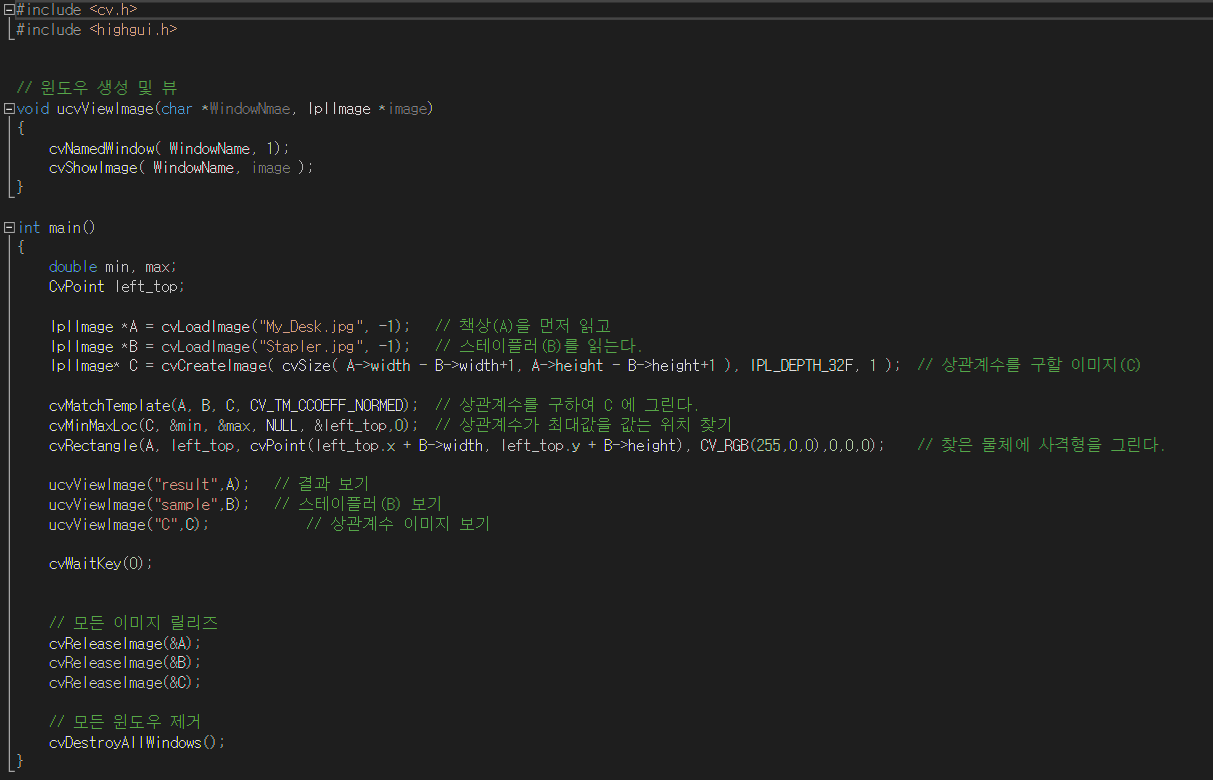 #include <cv.h>
#include <highgui.h>
// 윈도우 생성 및 뷰
void ucvViewImage(char *WindowNmae, IplImage *image)
{
cvNamedWindow( WindowName, 1);
cvShowImage( WindowName, image );
}
int main()
{
double min, max;
CvPoint left_top;
IplImage *A = cvLoadImage("My_Desk.jpg", -1); // 책상(A)을 먼저 읽고
IplImage *B = cvLoadImage("Stapler.jpg", -1); // 스테이플러(B)를 읽는다.
IplImage* C = cvCreateImage( cvSize( A->width - B->width+1, A->height - B->height+1 ), IPL_DEPTH_32F, 1 ); // 상관계수를 구할 이미지(C)
cvMatchTemplate(A, B, C, CV_TM_CCOEFF_NORMED); // 상관계수를 구하여 C 에 그린다.
cvMinMaxLoc(C, &min, &max, NULL, &left_top,0); // 상관계수가 최대값을 값는 위치 찾기
cvRectangle(A, left_top, cvPoint(left_top.x + B->width, left_top.y + B->height), CV_RGB(255,0,0),0,0,0); // 찾은 물체에 사격형을 그린다.
ucvViewImage("result",A); // 결과 보기
ucvViewImage("sample",B); // 스테이플러(B) 보기
ucvViewImage("C",C); // 상관계수 이미지 보기
cvWaitKey(0);
// 모든 이미지 릴리즈
cvReleaseImage(&A);
cvReleaseImage(&B);
cvReleaseImage(&C);
// 모든 윈도우 제거
cvDestroyAllWindows();
}